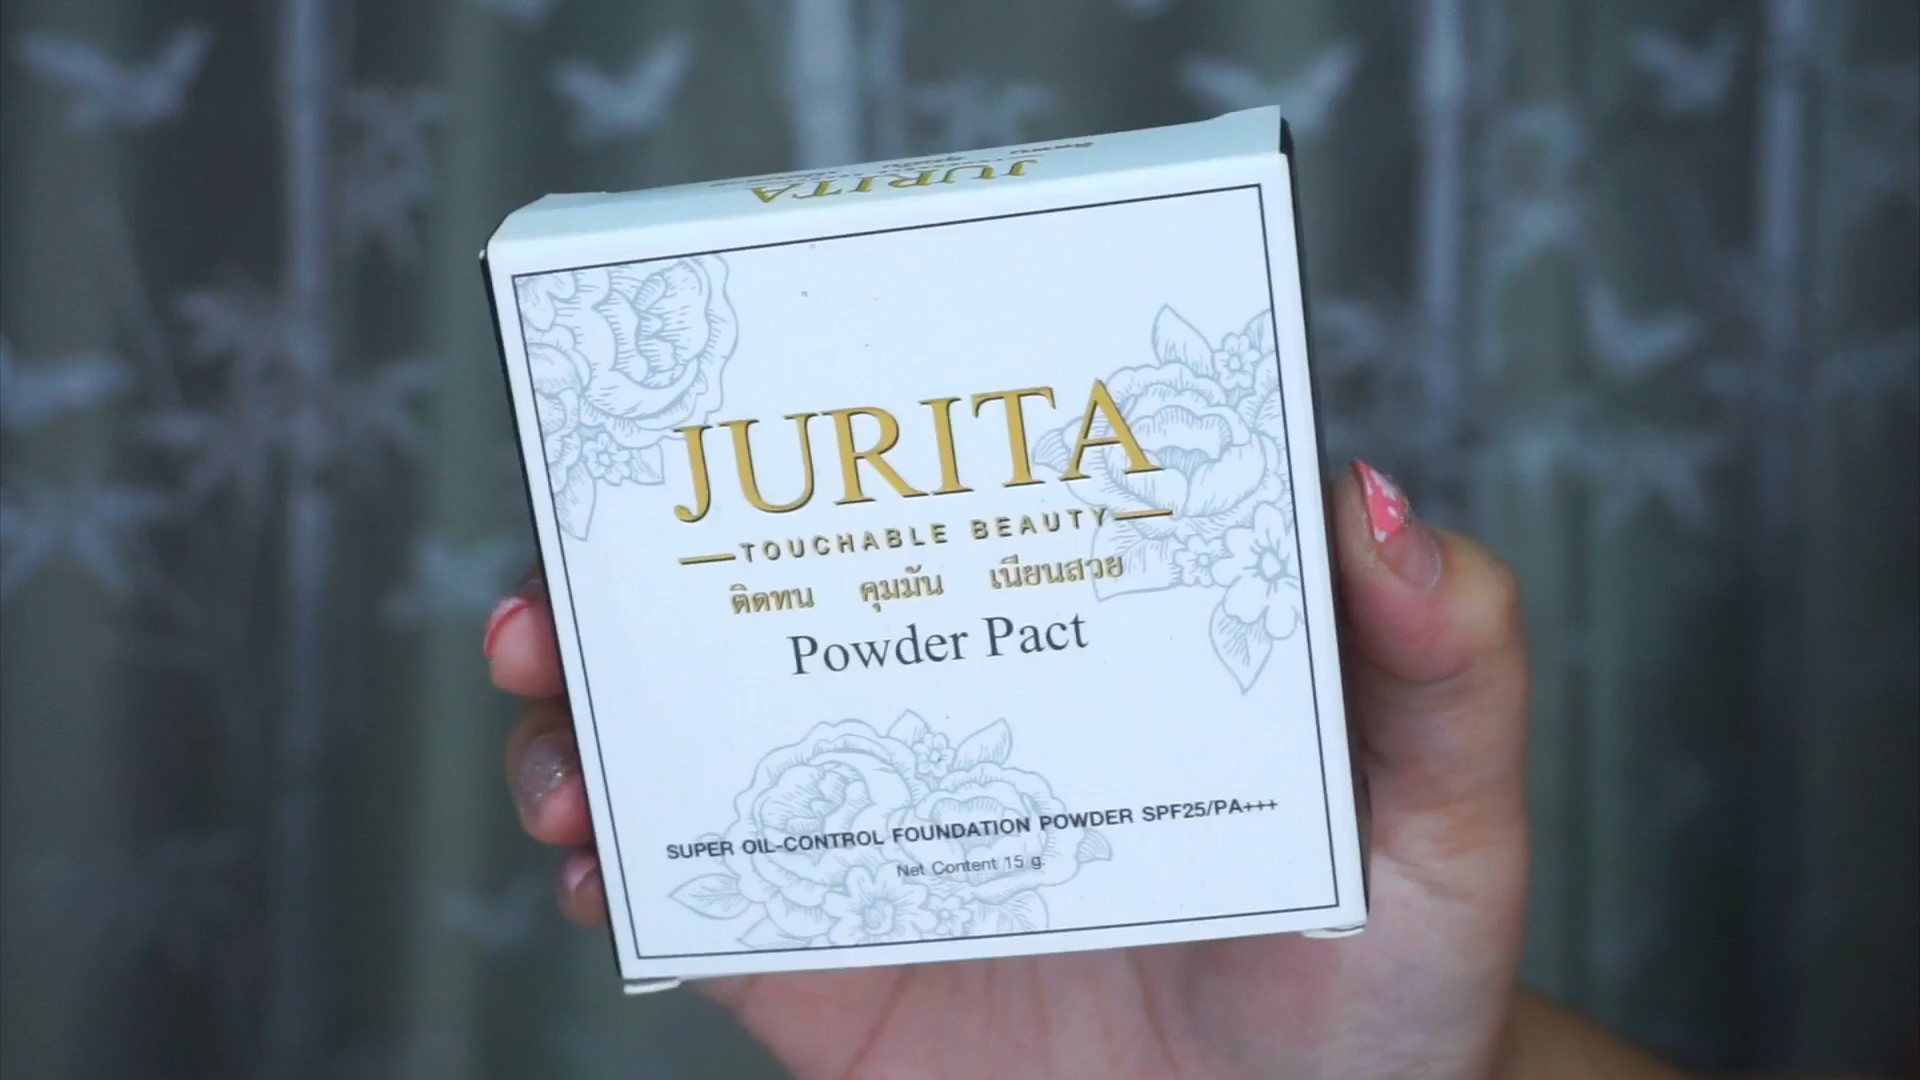 JURITA
JURITA
TOUCHABLE BEAUTY
ติดทน คุมมัน เนียนสวย
Powder Pact
SUPER OIL-CONTROL FOUNDATION POWDER SPF25/PA+++
Net Content 15 g.